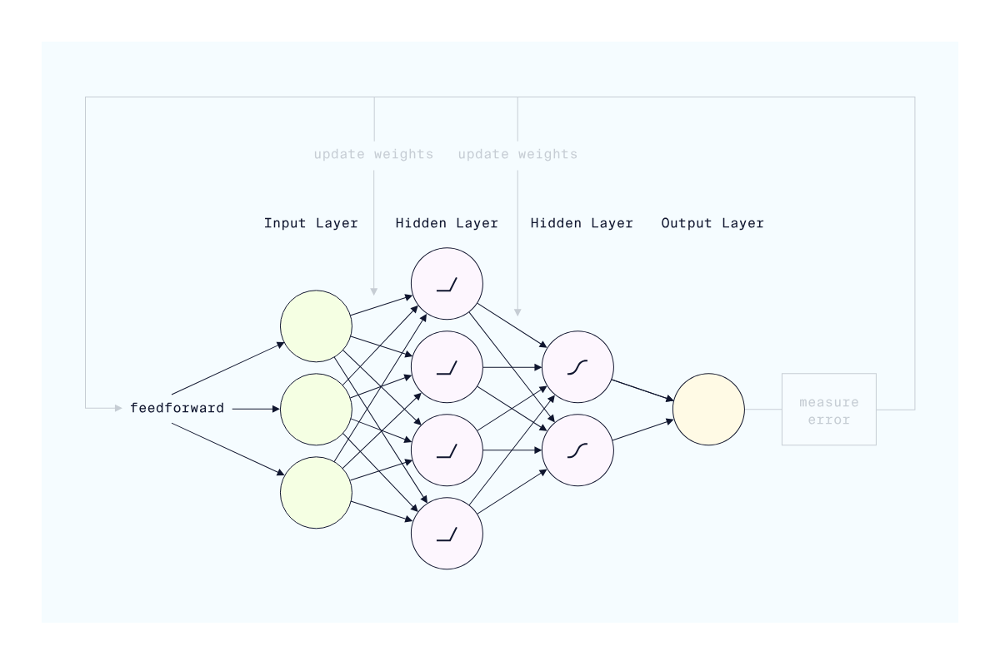 update weights
update weights
Input Layer
Hidden Layer
Hidden Layer
Output Layer
feedforward
measure
error